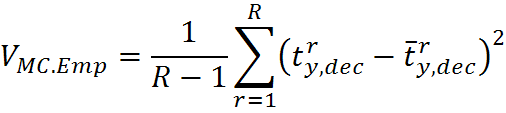 $V_{MC.Emp} = \frac{1}{R-1} \sum_{r=1}^{R} \left( t_{y,dec}^{r} - \bar{t}_{y,dec}^{r} \right)^2$